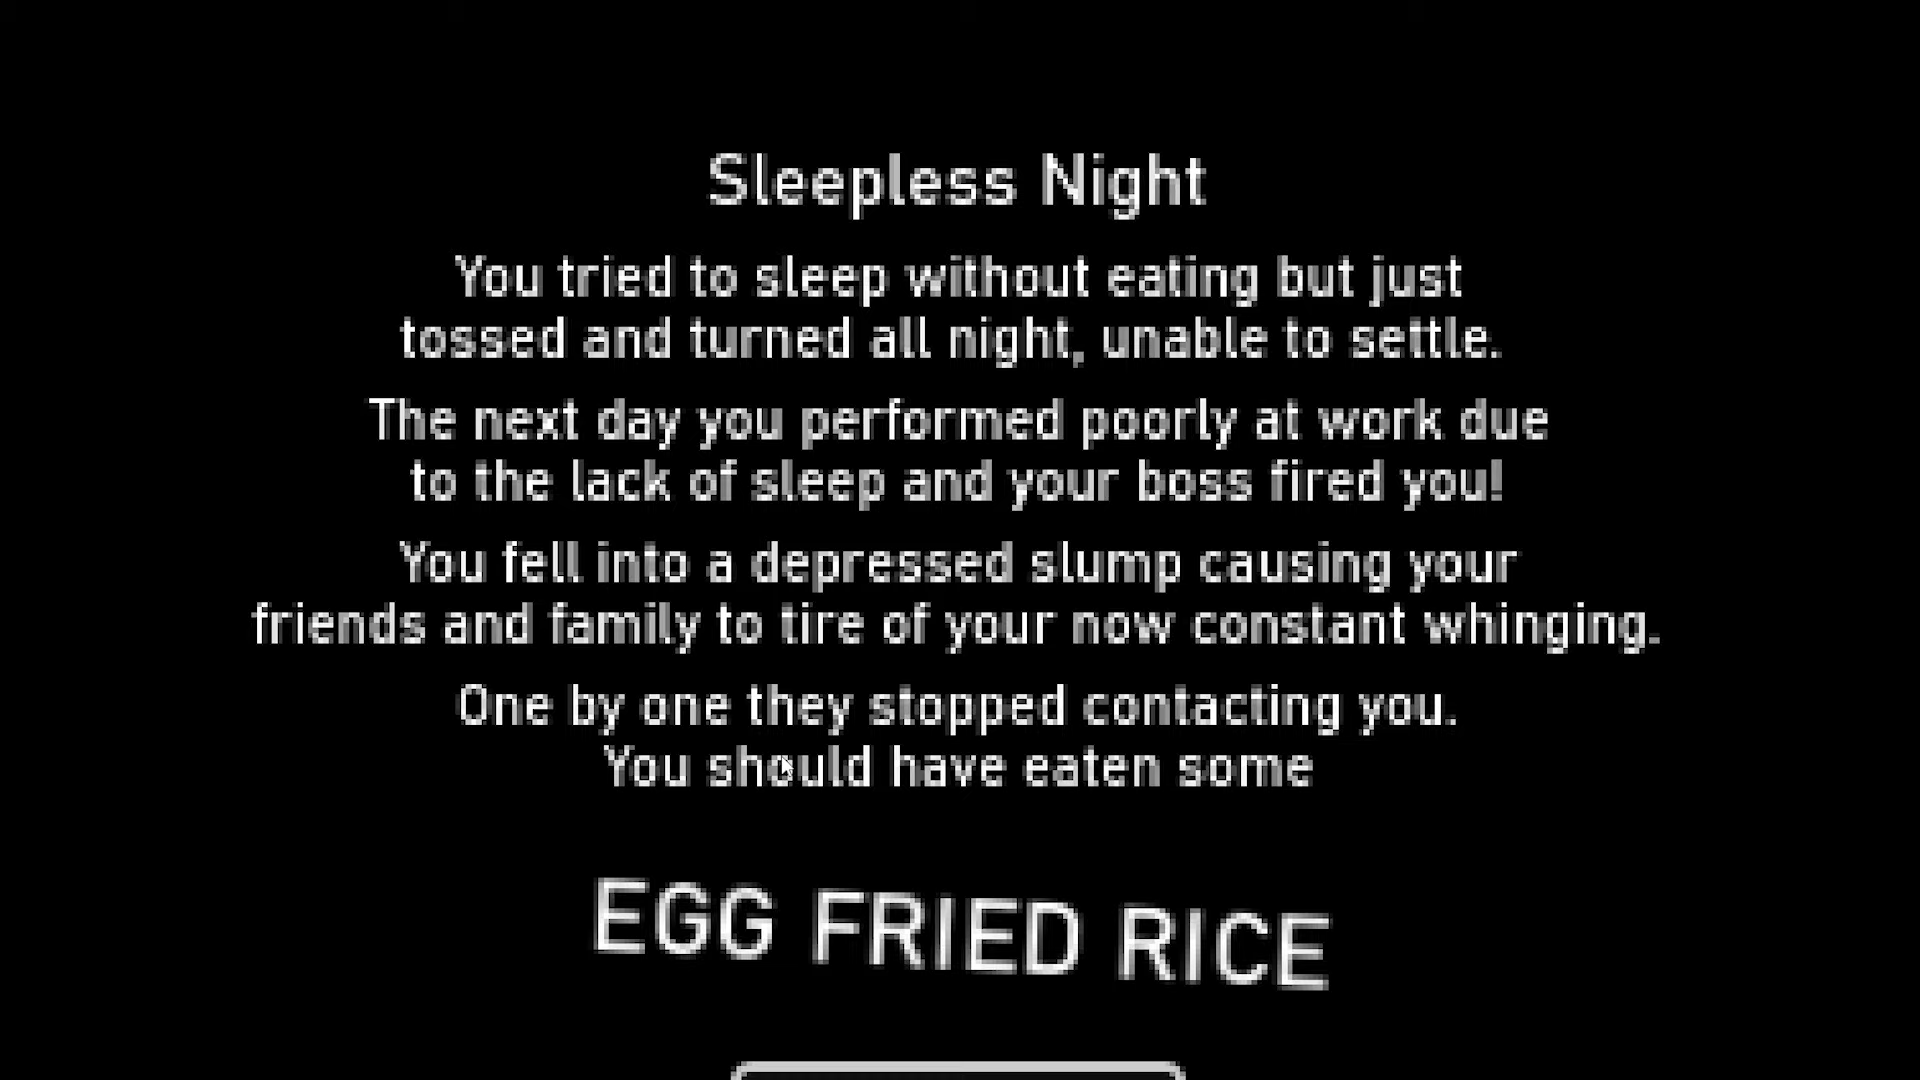 Sleepless Night
You tried to sleep without eating but just
tossed and turned all night, unable to settle.
The next day you performed poorly at work due
to the lack of sleep and your boss fired you!
You fell into a depressed slump causing your
friends and family to tire of your now constant whinging.
One by one they stopped contacting you.
You should have eaten some
EGG FRIED RICE